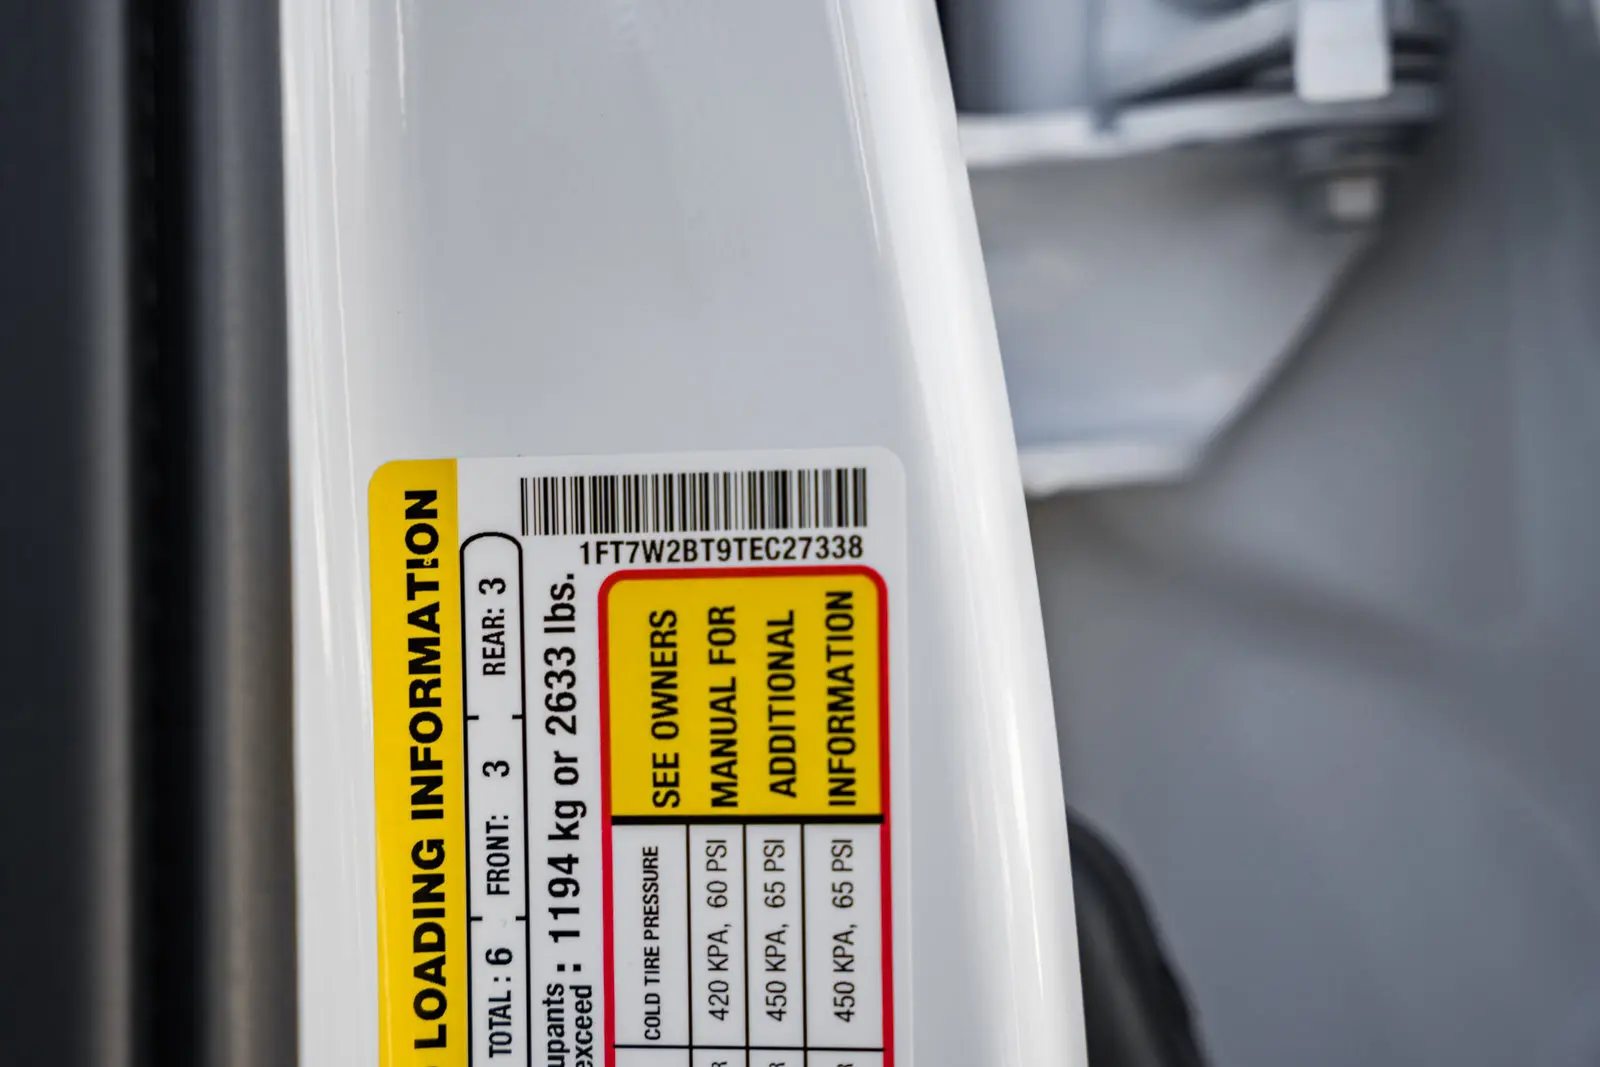 LOADING INFORMATION
TOTAL : 6 FRONT: 3 REAR: 3
upants : 1194 kg or 2633 lbs.
exceed
1FT7W2BT9TEC27338
COLD TIRE PRESSURE
420 KPA, 60 PSI
450 KPA, 65 PSI
450 KPA, 65 PSI
SEE OWNERS
MANUAL FOR
ADDITIONAL
INFORMATION